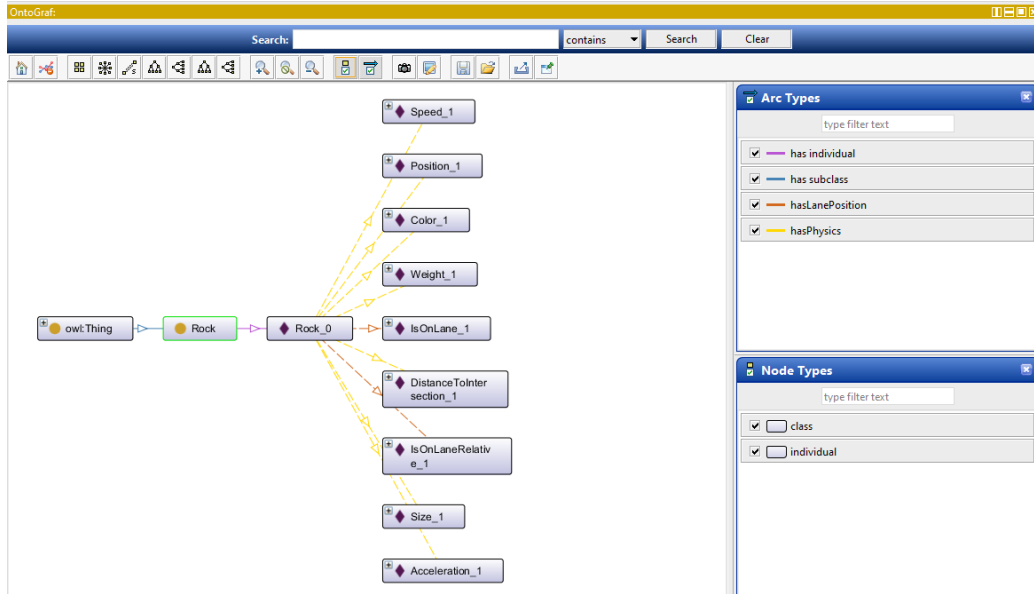 OntoGraf:
Search:
contains
Search
Clear
Speed_1
Position_1
Color_1
Weight_1
owl:Thing
Rock
Rock_0
IsOnLane_1
DistanceToInter
section_1
IsOnLaneRelativ
e_1
Size_1
Acceleration_1
Arc Types
type filter text
has individual
has subclass
hasLanePosition
hasPhysics
Node Types
type filter text
class
individual